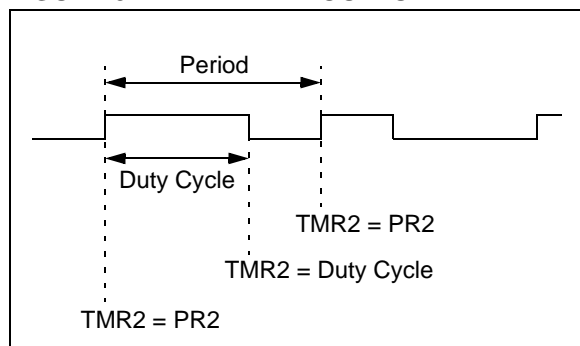 Period
Duty Cycle
TMR2 = PR2
TMR2 = Duty Cycle
TMR2 = PR2